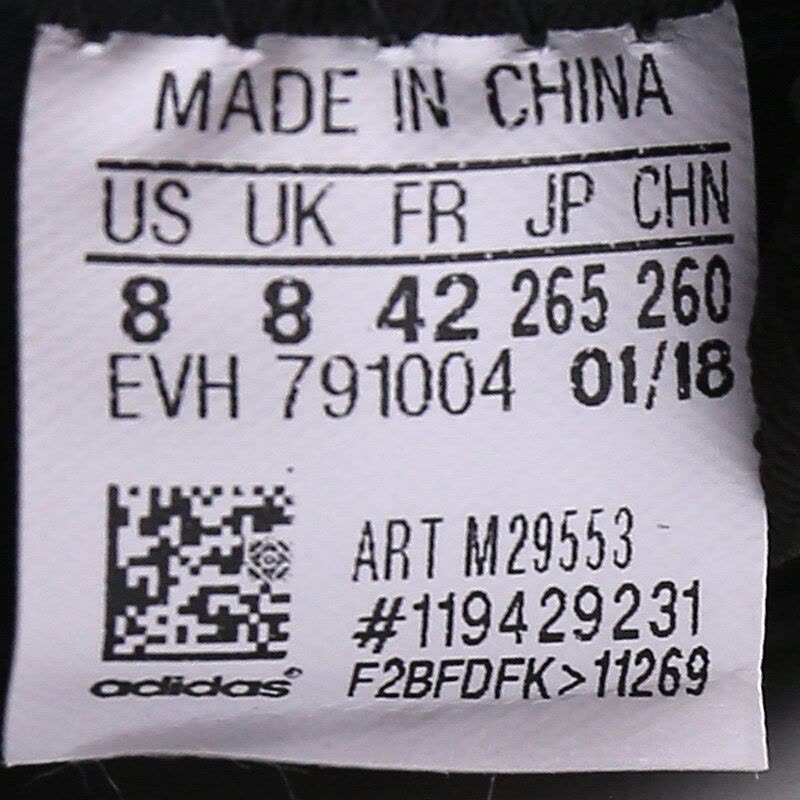 MADE IN CHINA
US UK FR JP CHN
8 8 42 265 260
EVH 791004 01/18
ART M29553
#119429231
adidas F2BFDFK>11269